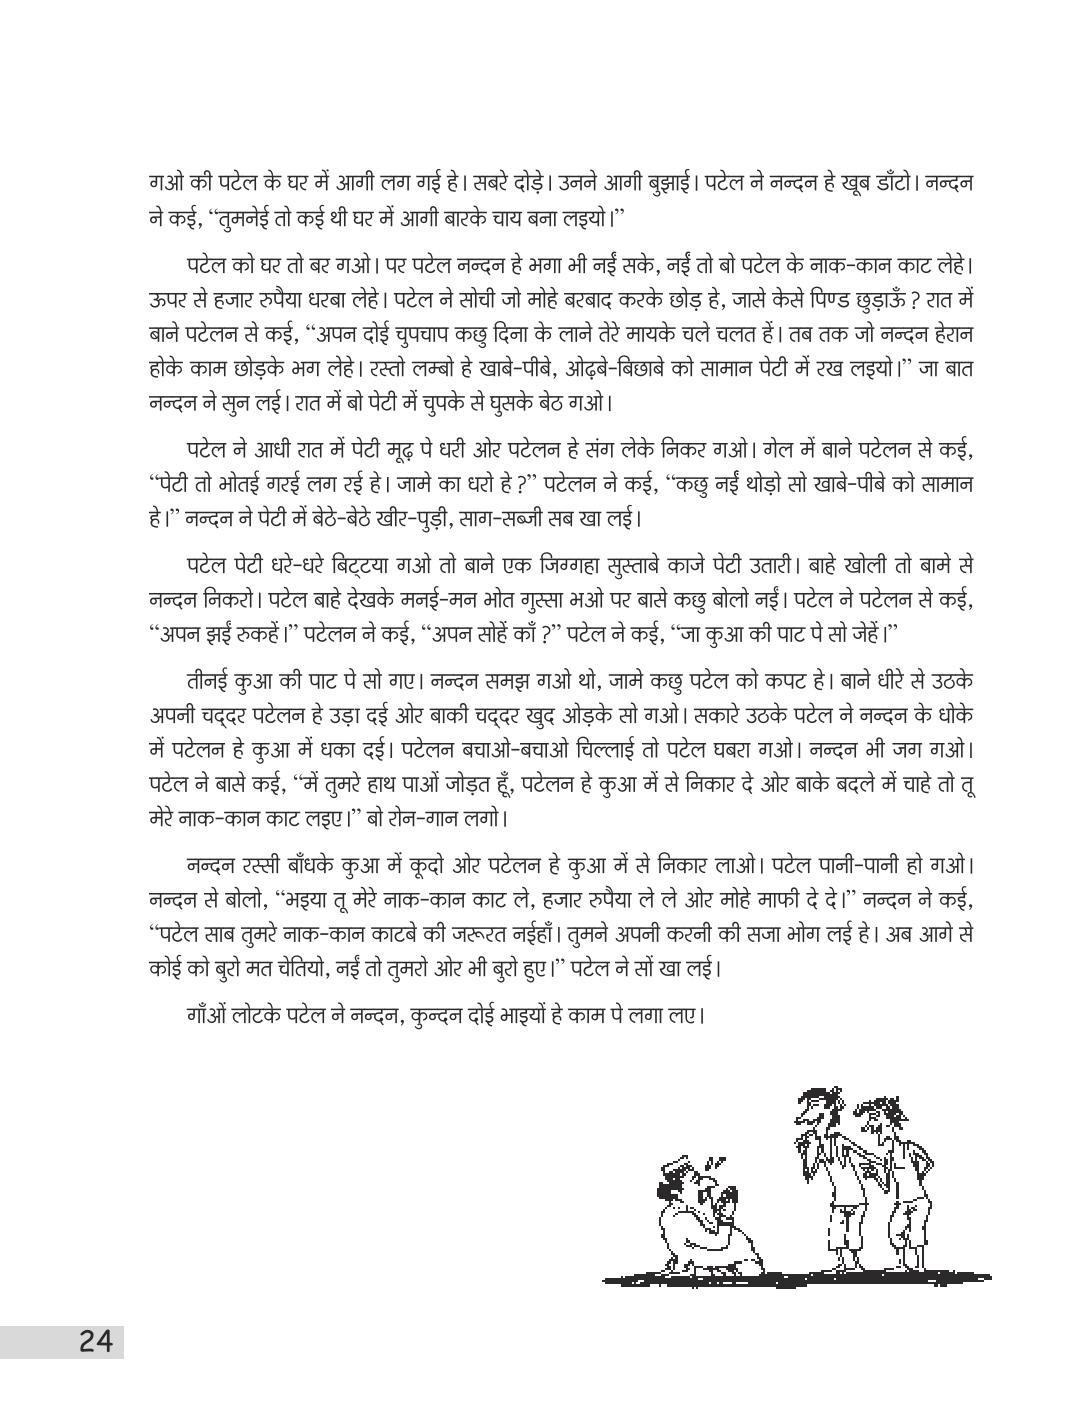 गओ की पटेल के घर में आगी लग गई हे। सबरे दोड़े। उनने आगी बुझाई। पटेल ने नन्दन हे खूब डाँटो। नन्दन
ने कई, “तुमनेई तो कई थी घर में आगी बारके चाय बना लइयो।”
पटेल को घर तो बर गओ। पर पटेल नन्दन हे भगा भी नईं सके, नईं तो बो पटेल के नाक-कान काट लेहे।
ऊपर से हजार रुपैया धरबा लेहे। पटेल ने सोची जो मोहे बरबाद करके छोड़ हे, जासे केसे पिण्ड छुड़ाऊँ? रात में
बाने पटेलन से कई, “अपन दोई चुपचाप कछु दिना के लाने तेरे मायके चले चलत हें। तब तक जो नन्दन हेरान
होके काम छोड़के भग लेहे। रस्तो लम्बो हे खाबे-पीबे, ओढ़बे-बिछाबे को सामान पेटी में रख लइयो।” जा बात
नन्दन ने सुन लई। रात में बो पेटी में चुपके से घुसके बेठ गओ।
पटेल ने आधी रात में पेटी मूढ़ पे धरी ओर पटेलन हे संग लेके निकर गओ। गेल में बाने पटेलन से कई,
“पेटी तो भोतई गरई लग रई हे। जामे का धरो हे?” पटेलन ने कई, “कछु नईं थोड़ो सो खाबे-पीबे को सामान
हे।” नन्दन ने पेटी में बेठे-बेठे खीर-पुड़ी, साग-सब्जी सब खा लई।
पटेल पेटी धरे-धरे बिट्टया गओ तो बाने एक जिग्गहा सुस्ताबे काजे पेटी उतारी। बाहे खोली तो बामे से
नन्दन निकरो। पटेल बाहे देखके मनई-मन भोत गुस्सा भओ पर बासे कछु बोलो नईं। पटेल ने पटेलन से कई,
“अपन झईं रुकहें।” पटेलन ने कई, “अपन सोहें काँ?” पटेल ने कई, “जा कुआ की पाट पे सो जेहें।”
तीनई कुआ की पाट पे सो गए। नन्दन समझ गओ थो, जामे कछु पटेल को कपट हे। बाने धीरे से उठके
अपनी चद्दर पटेलन हे उड़ा दई ओर बाकी चद्दर खुद ओड़के सो गओ। सकारे उठके पटेल ने नन्दन के धोके
में पटेलन हे कुआ में धका दई। पटेलन बचाओ-बचाओ चिल्लाई तो पटेल घबरा गओ। नन्दन भी जग गओ।
पटेल ने बासे कई, “में तुमरे हाथ पाओं जोड़त हूँ, पटेलन हे कुआ में से निकार दे ओर बाके बदले में चाहे तो तू
मेरे नाक-कान काट लइए।” बो रोन-गान लगो।
नन्दन रस्सी बाँधके कुआ में कूदो ओर पटेलन हे कुआ में से निकार लाओ। पटेल पानी-पानी हो गओ।
नन्दन से बोलो, “भइया तू मेरे नाक-कान काट ले, हजार रुपैया ले ले ओर मोहे माफी दे दे।” नन्दन ने कई,
“पटेल साब तुमरे नाक-कान काटबे की जरूरत नईहाँ। तुमने अपनी करनी की सजा भोग लई हे। अब आगे से
कोई को बुरो मत चेतियो, नईं तो तुमरो ओर भी बुरो हुए।” पटेल ने सों खा लई।
गाँओं लोटके पटेल ने नन्दन, कुन्दन दोई भाइयों हे काम पे लगा लए।
24